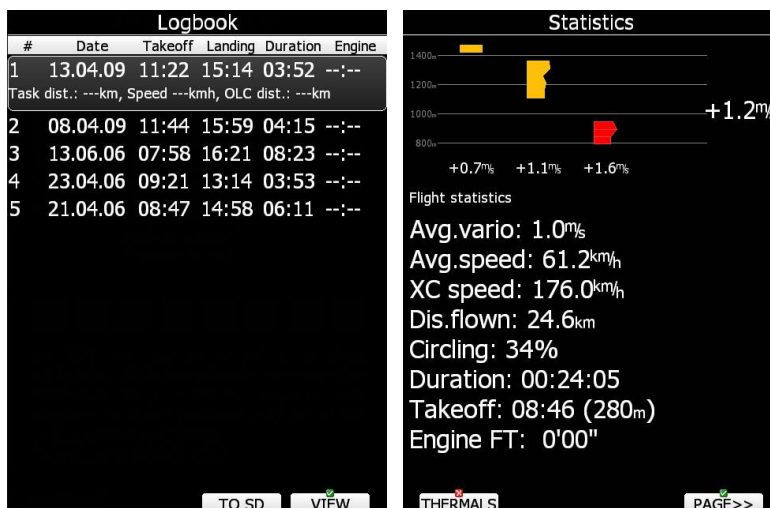 Logbook
# Date Takeoff Landing Duration Engine
1 13.04.09 11:22 15:14 03:52 --:--
Task dist.: ---km, Speed ---kmh, OLC dist.: ---km
2 08.04.09 11:44 15:59 04:15 --:--
3 13.06.06 07:58 16:21 08:23 --:--
4 23.04.06 09:21 13:14 03:53 --:--
5 21.04.06 08:47 14:58 06:11 --:--
TO SD VIEW
Statistics
1400m
1200m
1000m
+1.2m/
800m
+0.7m/s +1.1m/s +1.6m/s
Flight statistics
Avg.vario: 1.0m/s
Avg.speed: 61.2km/h
XC speed: 176.0km/h
Dis.flown: 24.6km
Circling: 34%
Duration: 00:24:05
Takeoff: 08:46 (280m)
Engine FT: 0'00"
THERMALS PAGE>>